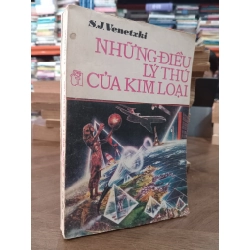 S.J. Venetzki
NHỮNG ĐIỀU
LÝ THÚ
CỦA KIM LOẠI